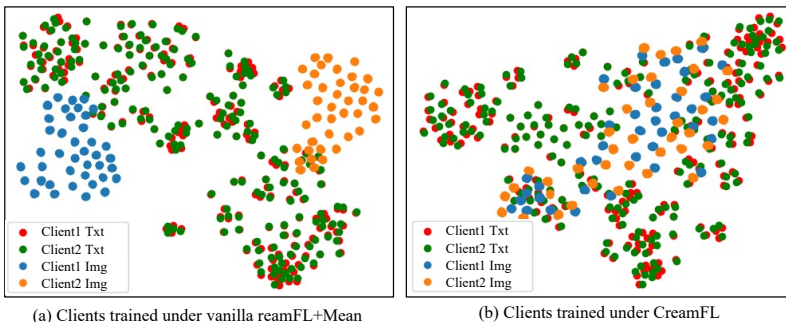 Client1 Txt
Client2 Txt
Client1 Img
Client2 Img
(a) Clients trained under vanilla reamFL+Mean
Client1 Txt
Client2 Txt
Client1 Img
Client2 Img
(b) Clients trained under CreamFL